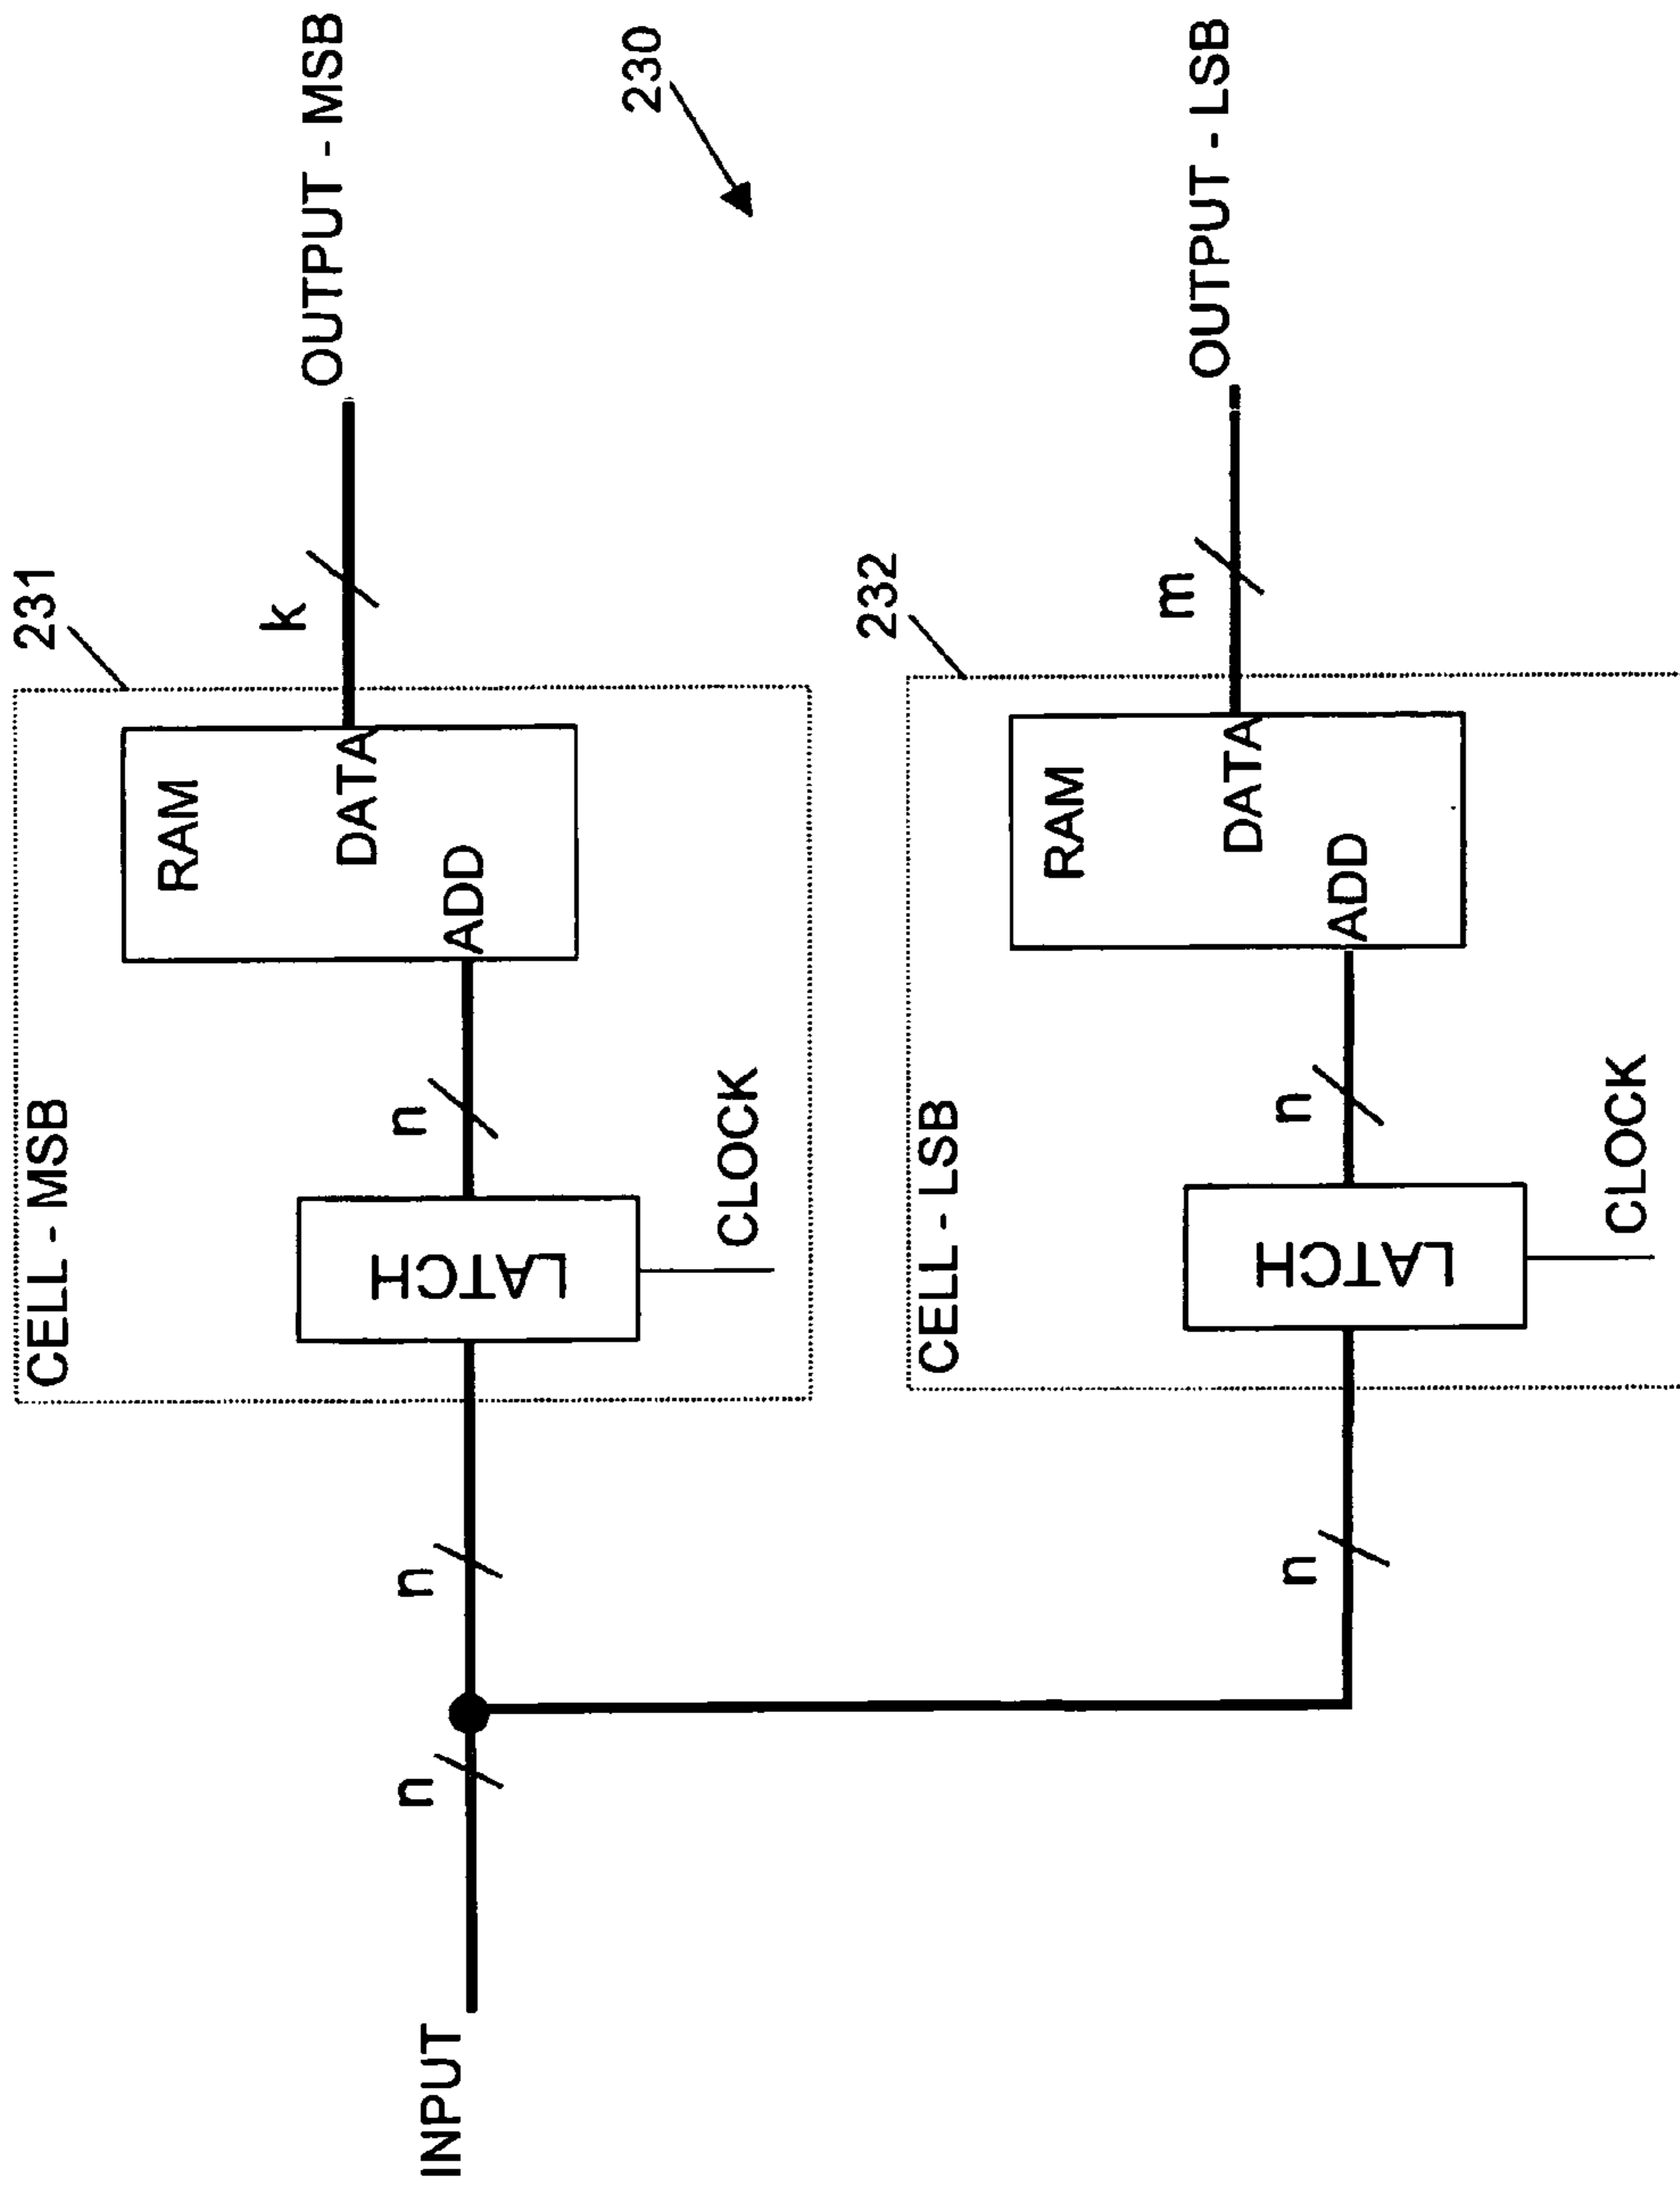 231
CELL - MSB
INPUT
n
n
LATCH
CLOCK
n
RAM
DATA
ADD
k
OUTPUT - MSB
230
232
CELL - LSB
n
LATCH
CLOCK
n
RAM
DATA
ADD
m
OUTPUT - LSB